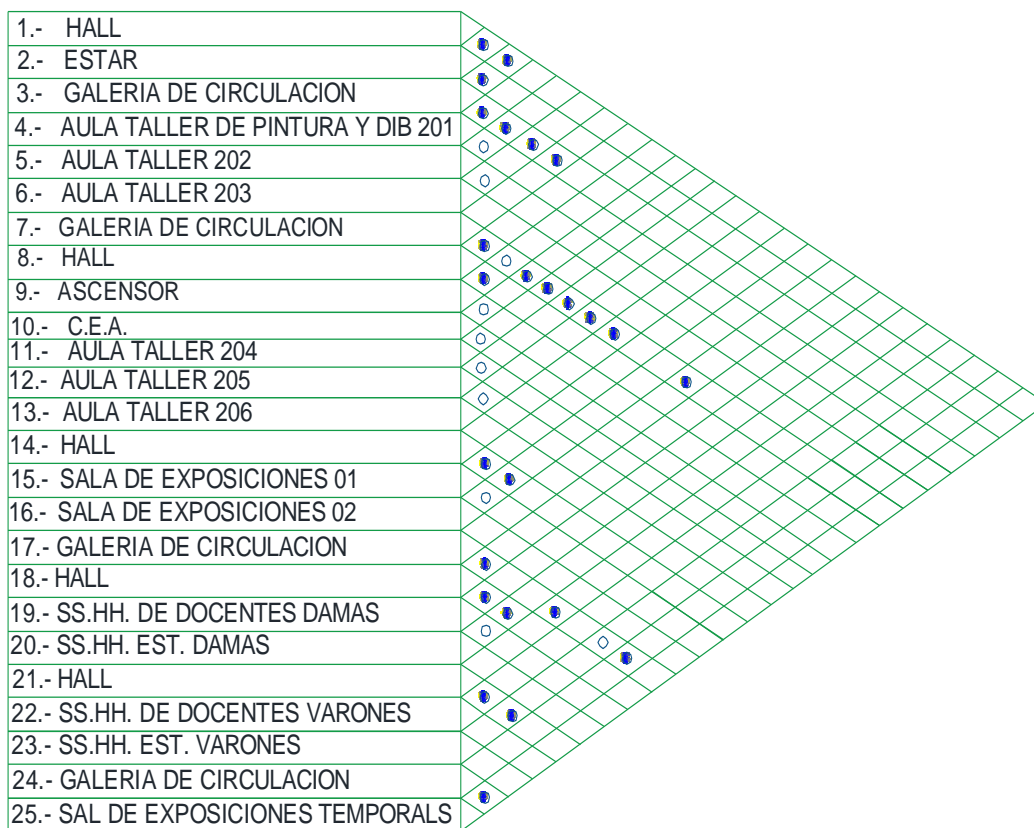 1.- HALL
2.- ESTAR
3.- GALERIA DE CIRCULACION
4.- AULA TALLER DE PINTURA Y DIB 201
5.- AULA TALLER 202
6.- AULA TALLER 203
7.- GALERIA DE CIRCULACION
8.- HALL
9.- ASCENSOR
10.- C.E.A.
11.- AULA TALLER 204
12.- AULA TALLER 205
13.- AULA TALLER 206
14.- HALL
15.- SALA DE EXPOSICIONES 01
16.- SALA DE EXPOSICIONES 02
17.- GALERIA DE CIRCULACION
18.- HALL
19.- SS.HH. DE DOCENTES DAMAS
20.- SS.HH. EST. DAMAS
21.- HALL
22.- SS.HH. DE DOCENTES VARONES
23.- SS.HH. EST. VARONES
24.- GALERIA DE CIRCULACION
25.- SAL DE EXPOSICIONES TEMPORALS